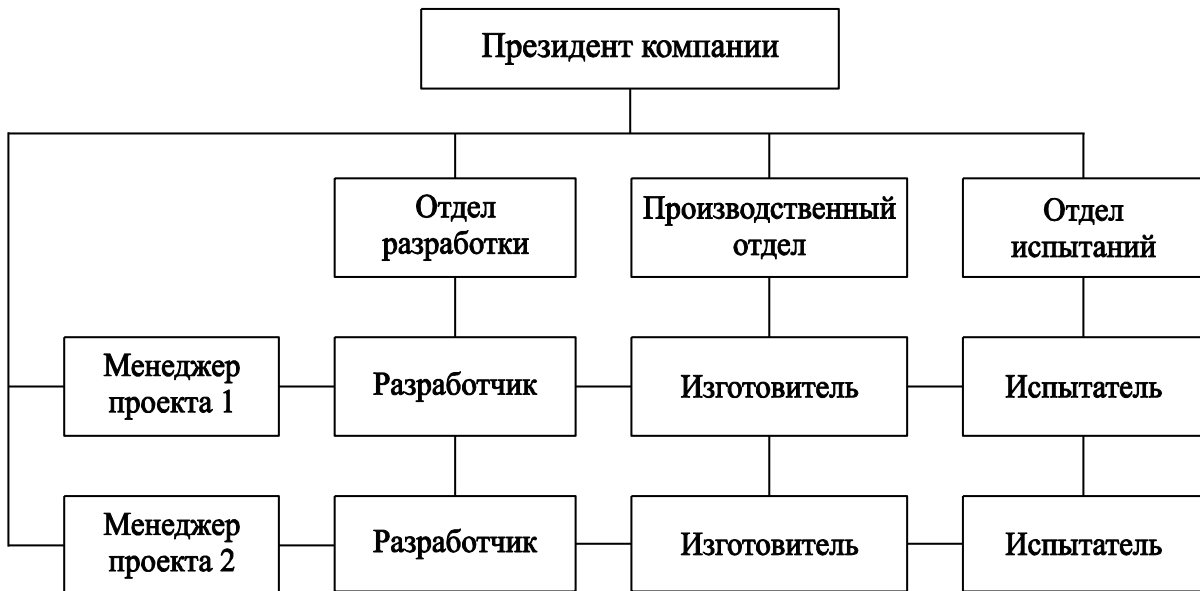 Президент компании
Отдел
разработки
Производственный
отдел
Отдел
испытаний
Менеджер
проекта 1
Разработчик
Изготовитель
Испытатель
Менеджер
проекта 2
Разработчик
Изготовитель
Испытатель